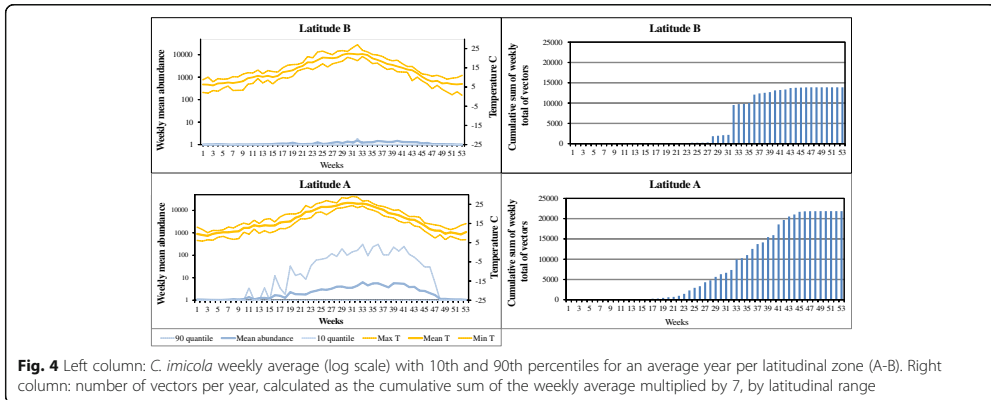 Latitude B
Weekly mean abundance
10000
1000
100
10
1
25
15
5
-5
-15
-25
Temperature C
1 3 5 7 9 11 13 15 17 19 21 23 25 27 29 31 33 35 37 39 41 43 45 47 49 51 53
Weeks
Latitude B
Cumulative sum of weekly
total of vectors
25000
20000
15000
10000
5000
0
1 3 5 7 9 11 13 15 17 19 21 23 25 27 29 31 33 35 37 39 41 43 45 47 49 51 53
Latitude A
Weekly mean abundance
10000
1000
100
10
1
25
15
5
-5
-15
-25
Temperature C
1 3 5 7 9 11 13 15 17 19 21 23 25 27 29 31 33 35 37 39 41 43 45 47 49 51 53
Weeks
90 quantile Mean abundance 10 quantile Max T Mean T Min T
Latitude A
Cumulative sum of weekly
total of vectors
25000
20000
15000
10000
5000
0
1 3 5 7 9 11 13 15 17 19 21 23 25 27 29 31 33 35 37 39 41 43 45 47 49 51 53
Fig. 4 Left column: C. imicola weekly average (log scale) with 10th and 90th percentiles for an average year per latitudinal zone (A-B). Right
column: number of vectors per year, calculated as the cumulative sum of the weekly average multiplied by 7, by latitudinal range